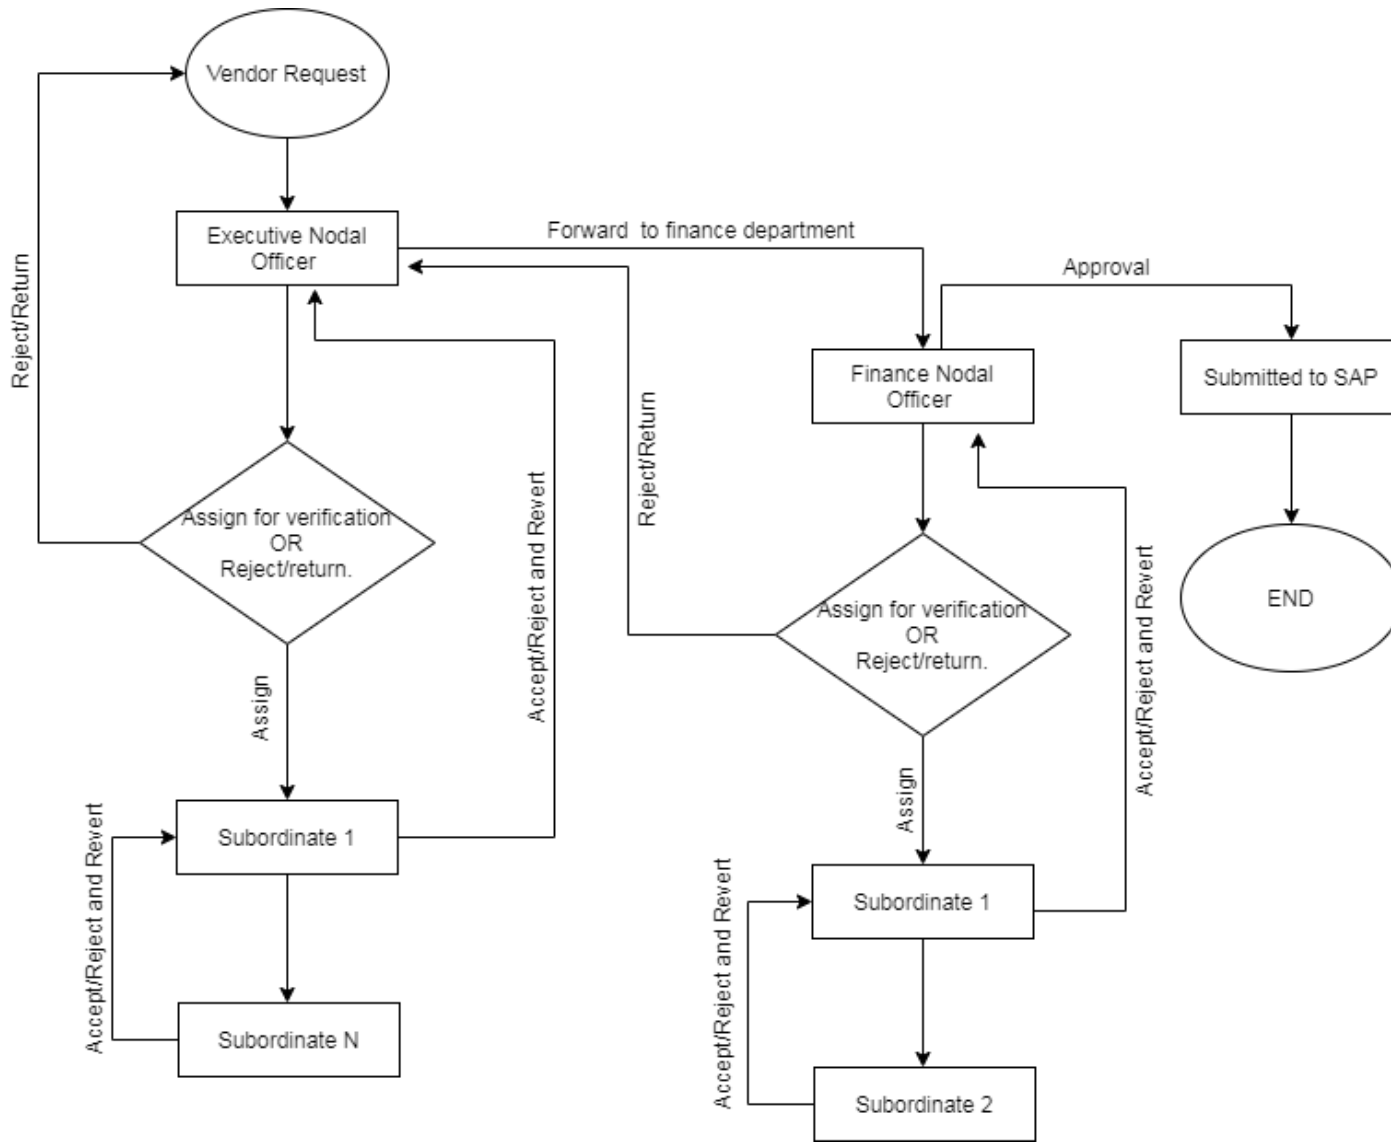 Vendor Request
Reject/Return
Executive Nodal
Officer
Forward  to finance department
Approval
Finance Nodal
Officer
Submitted to SAP
Reject/Return
Assign for verification
OR
Reject/return.
Accept/Reject and Revert
Assign for verification
OR
Reject/return.
Accept/Reject and Revert
END
Assign
Assign
Subordinate 1
Accept/Reject and Revert
Subordinate N
Subordinate 1
Accept/Reject and Revert
Subordinate 2